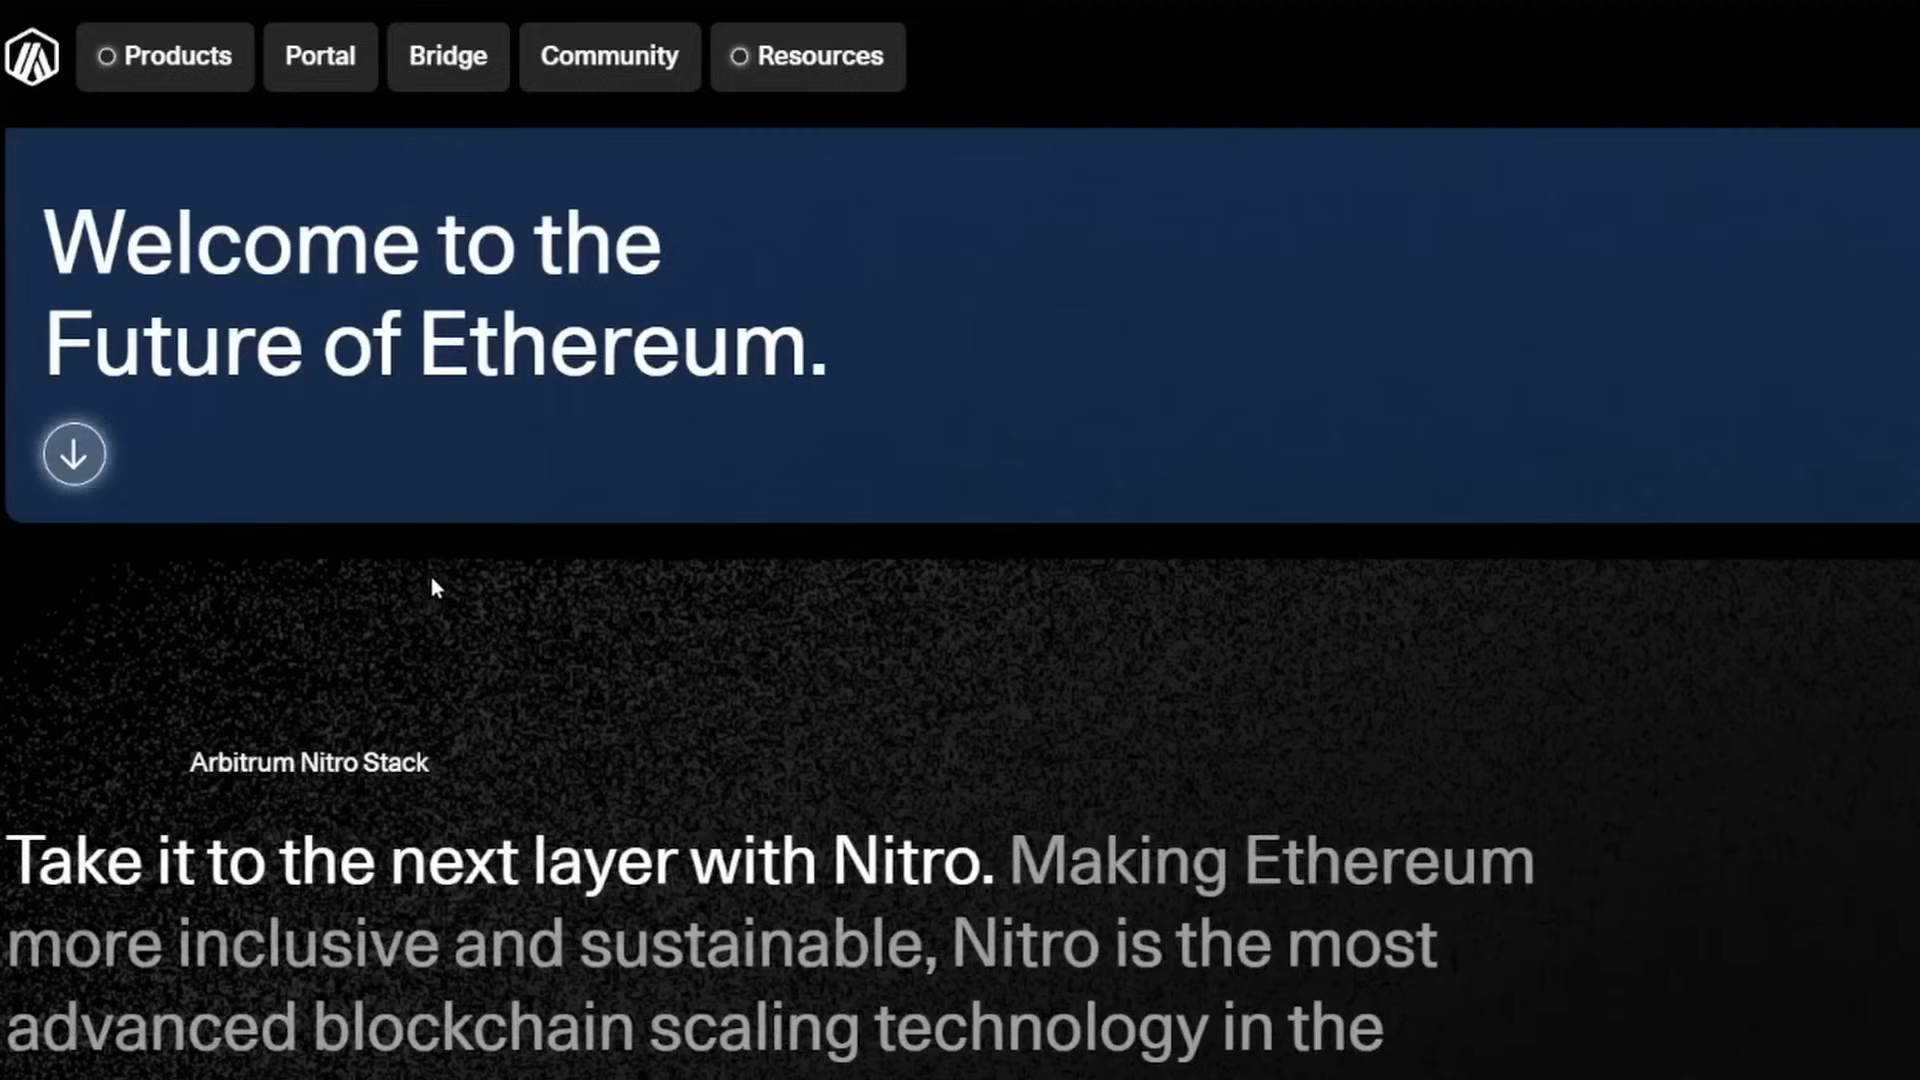 Products Portal Bridge Community Resources
Welcome to the
Future of Ethereum.
Arbitrum Nitro Stack
Take it to the next layer with Nitro. Making Ethereum
more inclusive and sustainable, Nitro is the most
advanced blockchain scaling technology in the